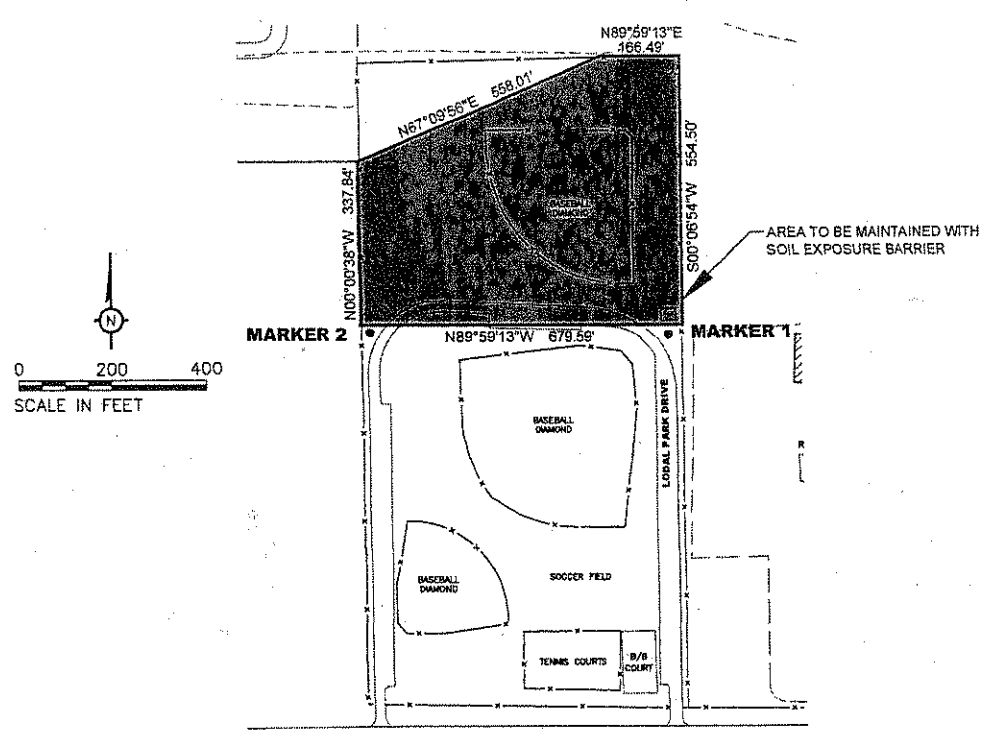 N89°59'13"E
166.49'
N67°09'56"E 558.01'
N00°00'38"W 337.84'
S00°06'54"W 554.50'
BASEBALL
DIAMOND
AREA TO BE MAINTAINED WITH
SOIL EXPOSURE BARRIER
N
MARKER 2
N89°59'13"W 679.59'
MARKER 1
0 200 400
SCALE IN FEET
BASEBALL
DIAMOND
LODAL PARK DRIVE
R
BASEBALL
DIAMOND
SOCCER FIELD
TENNIS COURTS
B/B
COURT